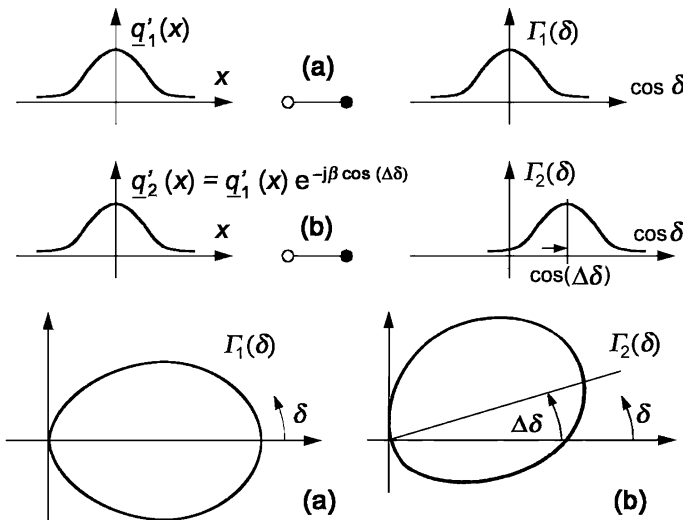 q′₁(x)
x
(a)
Γ₁(δ)
cos δ
q′₂(x) = q′₁(x) e^{-jβ cos (Δδ)}
x
(b)
Γ₂(δ)
cos δ
cos(Δδ)
Γ₁(δ)
δ
(a)
Γ₂(δ)
Δδ
δ
(b)